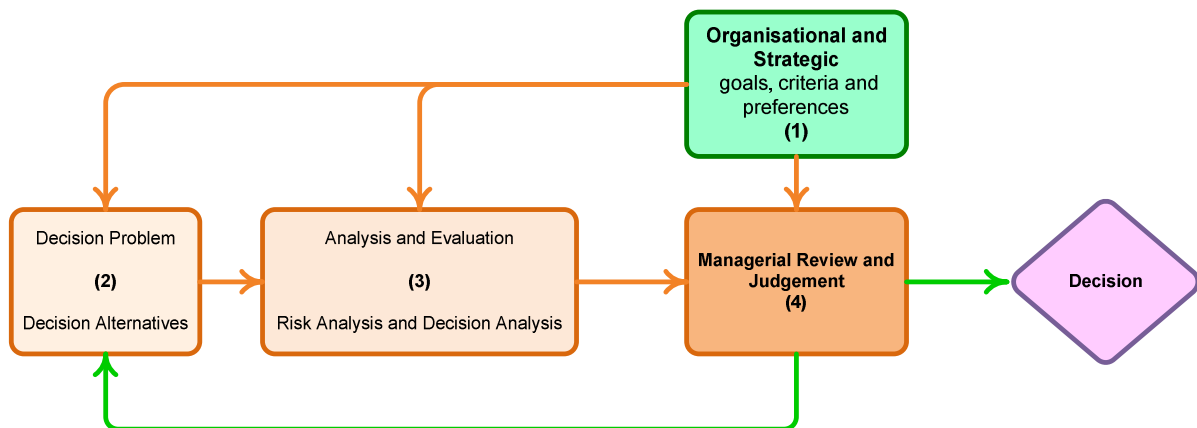 Organisational and
Strategic
goals, criteria and
preferences
(1)
Decision Problem
(2)
Decision Alternatives
Analysis and Evaluation
(3)
Risk Analysis and Decision Analysis
Managerial Review and
Judgement
(4)
Decision